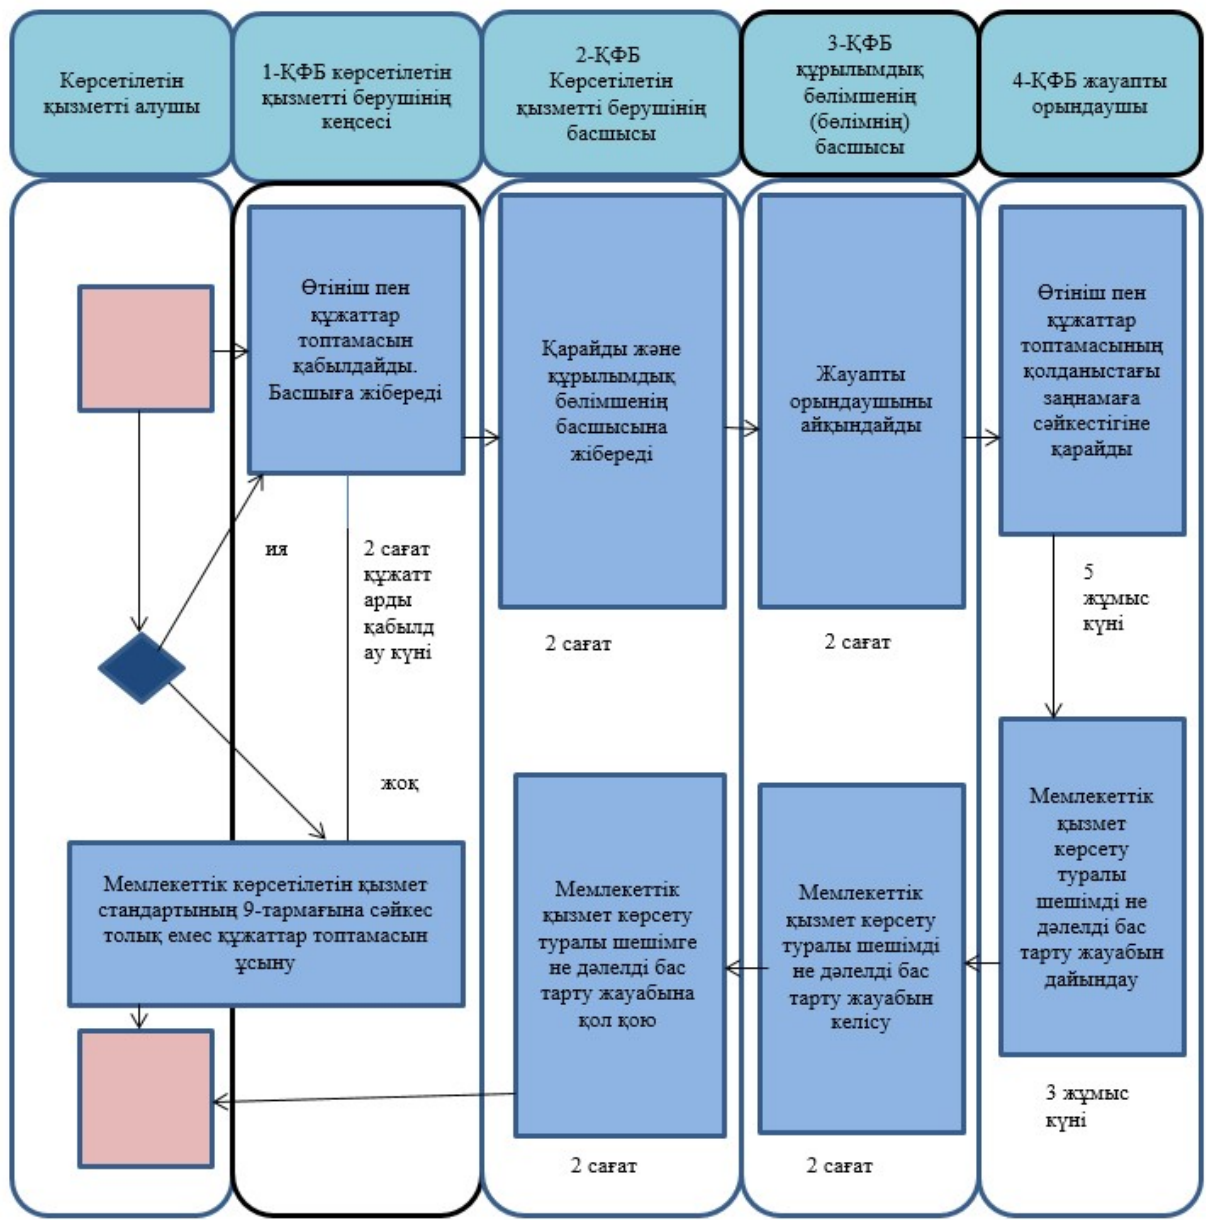 Көрсетілетін
қызметті алушы
1-ҚФБ көрсетілетін
қызметті берушінің
кеңсесі
2-ҚФБ
Көрсетілетін
қызметті берушінің
басшысы
3-ҚФБ
құрылымдық
бөлімшенің
(бөлімнің)
басшысы
4-ҚФБ жауапты
орындаушы
Өтініш пен
құжаттар
топтамасын
қабылдайды.
Басшыға жібереді
Қарайды және
құрылымдық
бөлімшенің
басшысына
жібереді
Жауапты
орындаушыны
айқындайды
Өтініш пен
құжаттар
топтамасының
қолданыстағы
заңнамаға
сәйкестігіне
қарайды
ия
2 сағат
құжатт
арды
қабылд
ау күні
2 сағат
2 сағат
5
жұмыс
күні
жоқ
Мемлекеттік көрсетілетін қызмет
стандартының 9-тармағына сәйкес
толық емес құжаттар топтамасын
ұсыну
Мемлекеттік
қызмет көрсету
туралы шешімге
не дәлелді бас
тарту жауабына
қол қою
Мемлекеттік
қызмет көрсету
туралы шешімді
не дәлелді бас
тарту жауабын
келісу
Мемлекеттік
қызмет
көрсету
туралы
шешімді не
дәлелді бас
тарту жауабын
дайындау
2 сағат
2 сағат
3 жұмыс
күні